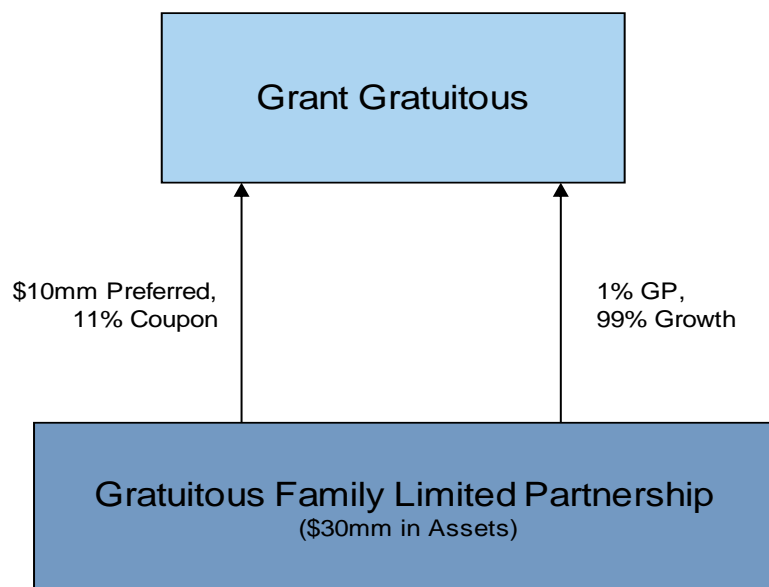 Grant Gratuitous
$10mm Preferred,
11% Coupon
1% GP,
99% Growth
Gratuitous Family Limited Partnership
($30mm in Assets)